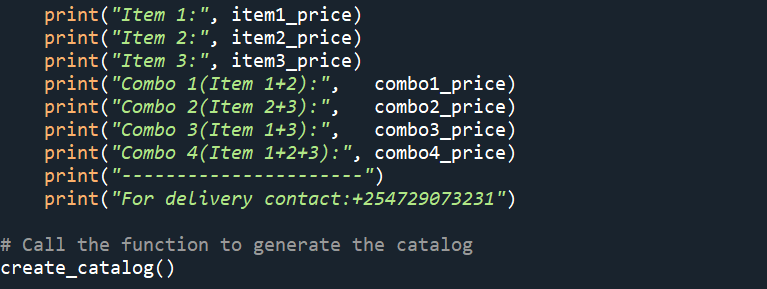 print("Item 1:", item1_price)
print("Item 2:", item2_price)
print("Item 3:", item3_price)
print("Combo 1(Item 1+2):",   combo1_price)
print("Combo 2(Item 2+3):",   combo2_price)
print("Combo 3(Item 1+3):",   combo3_price)
print("Combo 4(Item 1+2+3):", combo4_price)
print("----------------------")
print("For delivery contact:+254729073231")
# Call the function to generate the catalog
create_catalog()